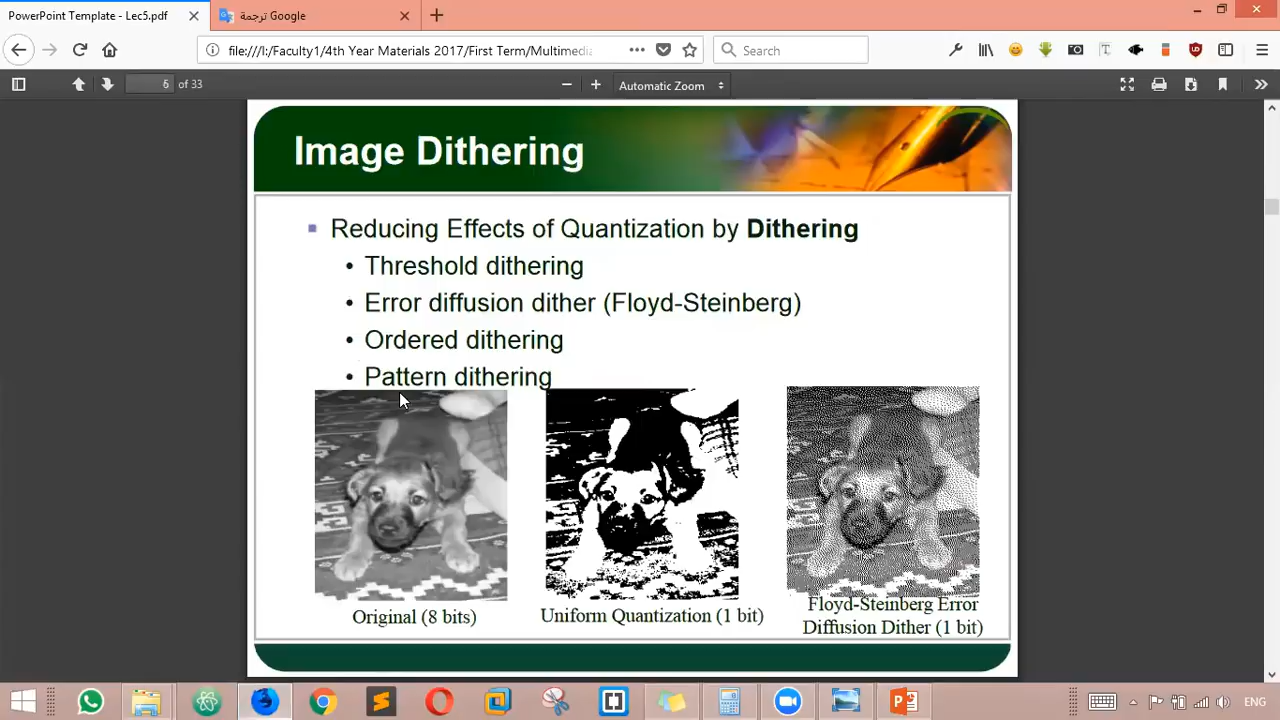 PowerPoint Template - Lec5.pdf
ترجمة Google
file:///I:/Faculty1/4th Year Materials 2017/First Term/Multimedia
Search
6 of 33
Automatic Zoom
Image Dithering
Reducing Effects of Quantization by Dithering
• Threshold dithering
• Error diffusion dither (Floyd-Steinberg)
• Ordered dithering
• Pattern dithering
Original (8 bits)
Uniform Quantization (1 bit)
Floyd-Steinberg Error
Diffusion Dither (1 bit)
ENG